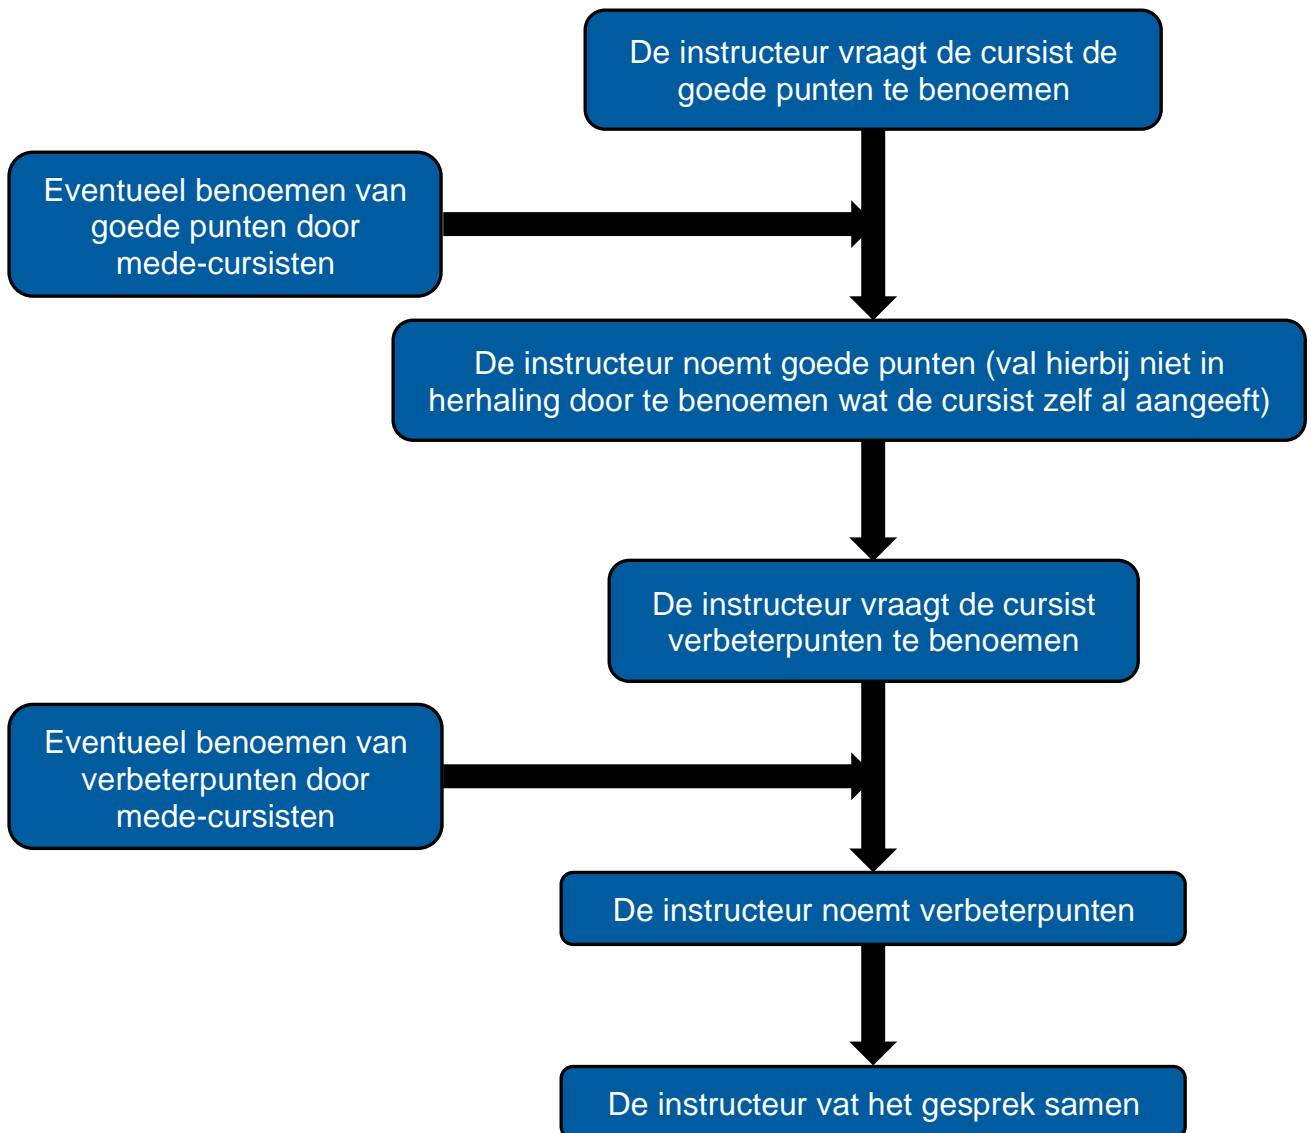 De instructeur vraagt de cursist de
goede punten te benoemen
Eventueel benoemen van
goede punten door
mede-cursisten
De instructeur noemt goede punten (val hierbij niet in
herhaling door te benoemen wat de cursist zelf al aangeeft)
De instructeur vraagt de cursist
verbeterpunten te benoemen
Eventueel benoemen van
verbeterpunten door
mede-cursisten
De instructeur noemt verbeterpunten
De instructeur vat het gesprek samen